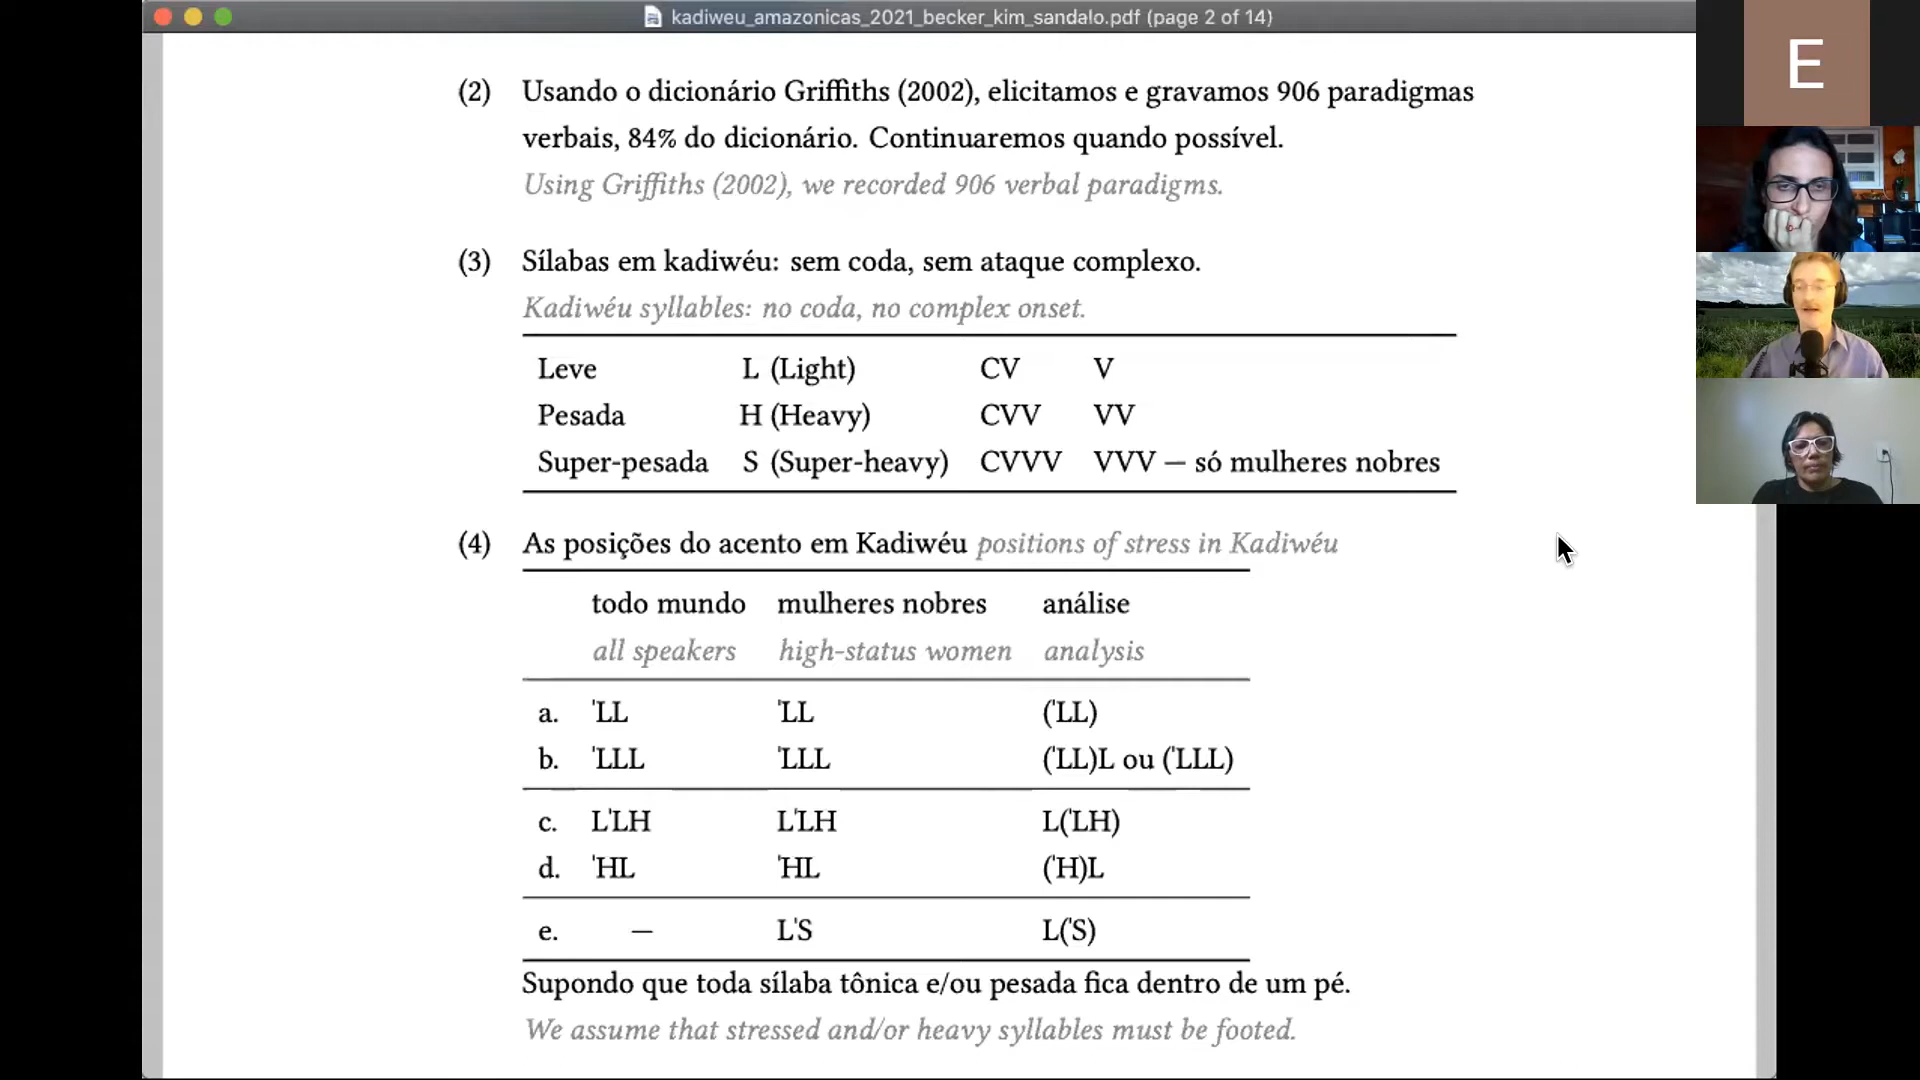 kadiweu_amazonicas_2021_becker_kim_sandalo.pdf (page 2 of 14)
E
(2) Usando o dicionário Griffiths (2002), elicitamos e gravamos 906 paradigmas
verbais, 84% do dicionário. Continuaremos quando possível.
Using Griffiths (2002), we recorded 906 verbal paradigms.
(3) Sílabas em kadiwéu: sem coda, sem ataque complexo.
Kadiwéu syllables: no coda, no complex onset.
Leve L (Light) CV V
Pesada H (Heavy) CVV VV
Super-pesada S (Super-heavy) CVVV VVV — só mulheres nobres
(4) As posições do acento em Kadiwéu positions of stress in Kadiwéu
todo mundo mulheres nobres análise
all speakers high-status women analysis
a. ˈLL ˈLL (ˈLL)
b. ˈLLL ˈLLL (ˈLL)L ou (ˈLLL)
c. LˈLH LˈLH L(ˈLH)
d. ˈHL ˈHL (ˈH)L
e. — LˈS L(ˈS)
Supondo que toda sílaba tônica e/ou pesada fica dentro de um pé.
We assume that stressed and/or heavy syllables must be footed.